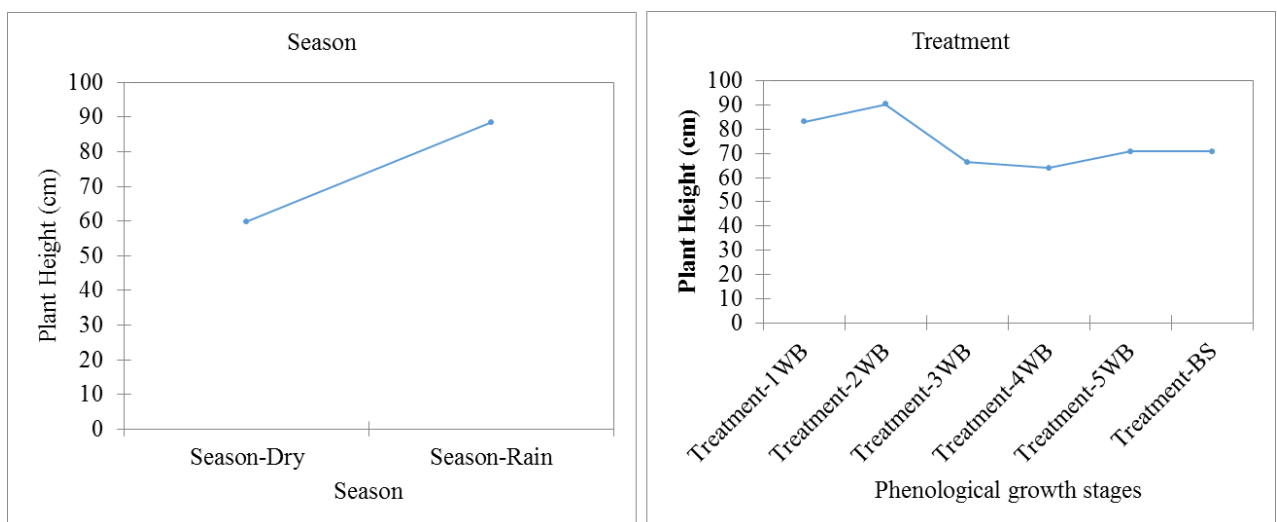 Season
Plant Height (cm)
100
90
80
70
60
50
40
30
20
10
0
Season-Dry
Season-Rain
Season
Treatment
Plant Height (cm)
100
90
80
70
60
50
40
30
20
10
0
Treatment-1WB
Treatment-2WB
Treatment-3WB
Treatment-4WB
Treatment-5WB
Treatment-BS
Phenological growth stages